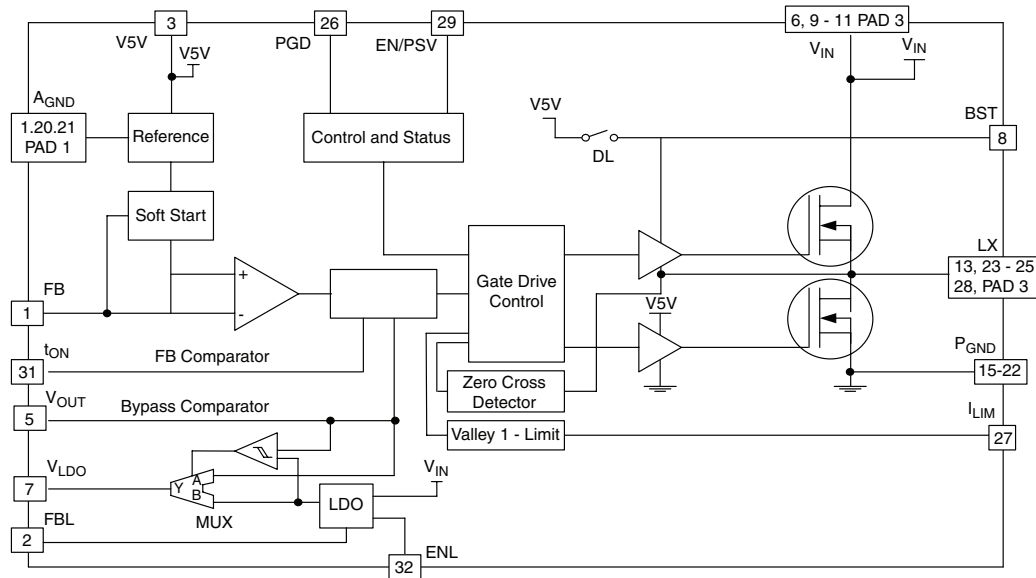 3
26
29
6, 9 - 11 PAD 3
V5V
PGD
EN/PSV
VIN
VIN
V5V
AGND
1.20.21
PAD 1
Reference
Control and Status
V5V
DL
BST
8
Soft Start
LX
13, 23 - 25
28, PAD 3
+
-
Gate Drive
Control
FB
1
V5V
tON
31
FB Comparator
PGND
15-22
Zero Cross
Detector
VOUT
5
Bypass Comparator
Valley 1 - Limit
ILIM
27
VLDO
7
Y
A
B
MUX
VIN
LDO
FBL
2
32
ENL